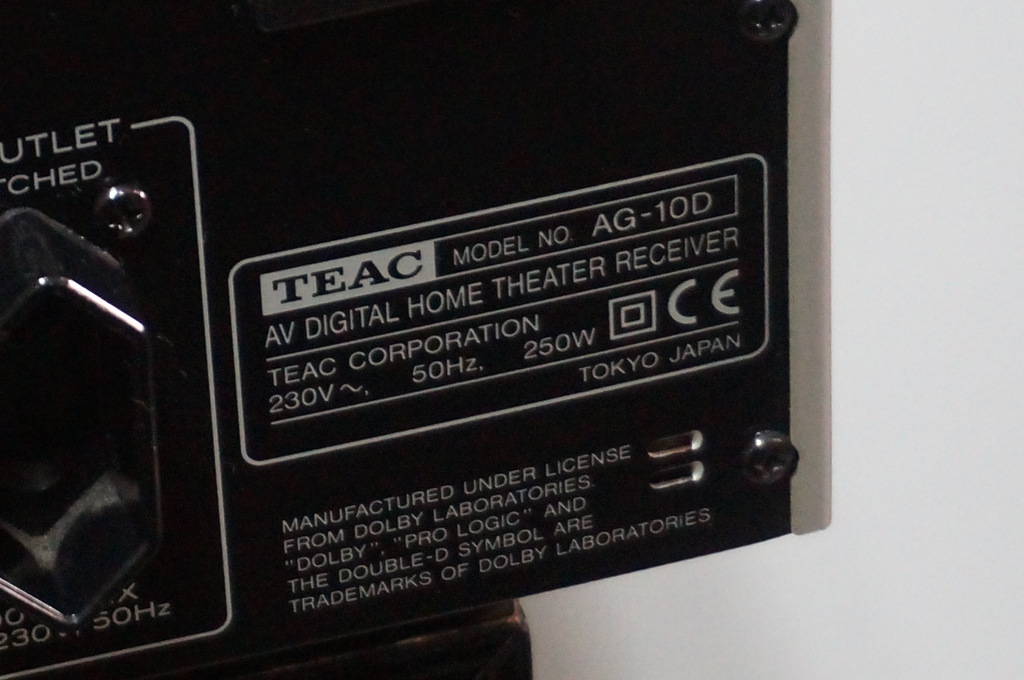 UTLET
TCHED
TEAC MODEL NO. AG-10D
AV DIGITAL HOME THEATER RECEIVER
TEAC CORPORATION
230V~, 50Hz, 250W CE
TOKYO JAPAN
MANUFACTURED UNDER LICENSE
FROM DOLBY LABORATORIES.
"DOLBY", "PRO LOGIC" AND
THE DOUBLE-D SYMBOL ARE
TRADEMARKS OF DOLBY LABORATORIES
230 50Hz